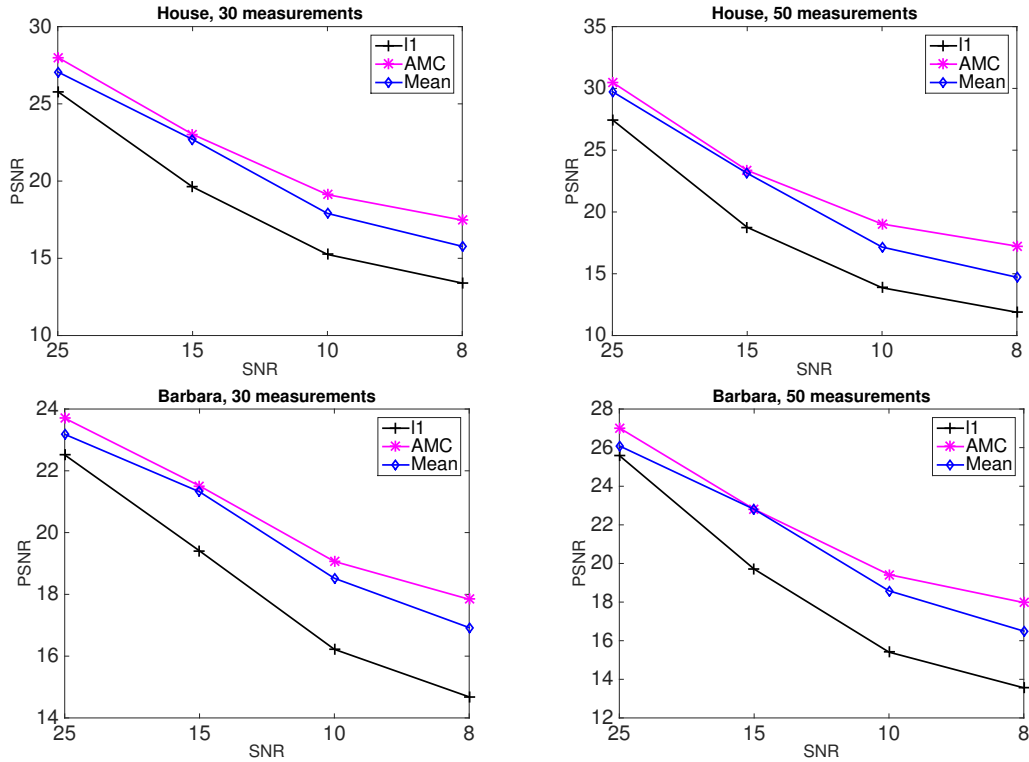 House, 30 measurements
30
25
20
15
10
PSNR
25
15
10
8
SNR
l1
AMC
Mean
House, 50 measurements
35
30
25
20
15
10
PSNR
25
15
10
8
SNR
l1
AMC
Mean
Barbara, 30 measurements
24
22
20
18
16
14
PSNR
25
15
10
8
SNR
l1
AMC
Mean
Barbara, 50 measurements
28
26
24
22
20
18
16
14
12
PSNR
25
15
10
8
SNR
l1
AMC
Mean